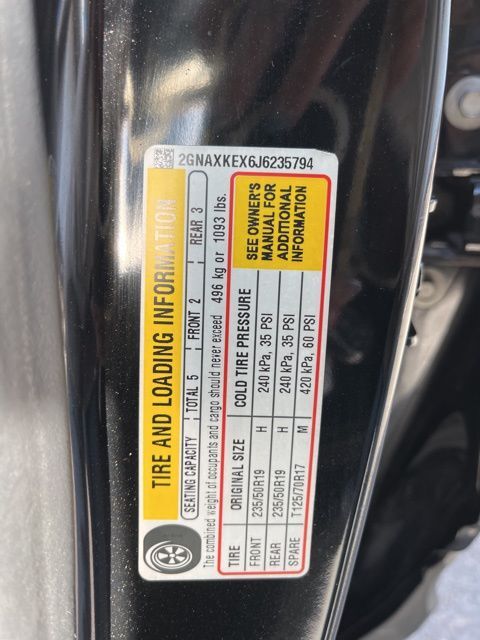 2GNAXKEX6J6235794
TIRE AND LOADING INFORMATION
SEATING CAPACITY TOTAL 5 FRONT 2 REAR 3
The combined weight of occupants and cargo should never exceed 496 kg or 1093 lbs.
TIRE ORIGINAL SIZE COLD TIRE PRESSURE
FRONT 235/50R19 H 240 kPa, 35 PSI
REAR 235/50R19 H 240 kPa, 35 PSI
SPARE T125/70R17 M 420 kPa, 60 PSI
SEE OWNER'S
MANUAL FOR
ADDITIONAL
INFORMATION